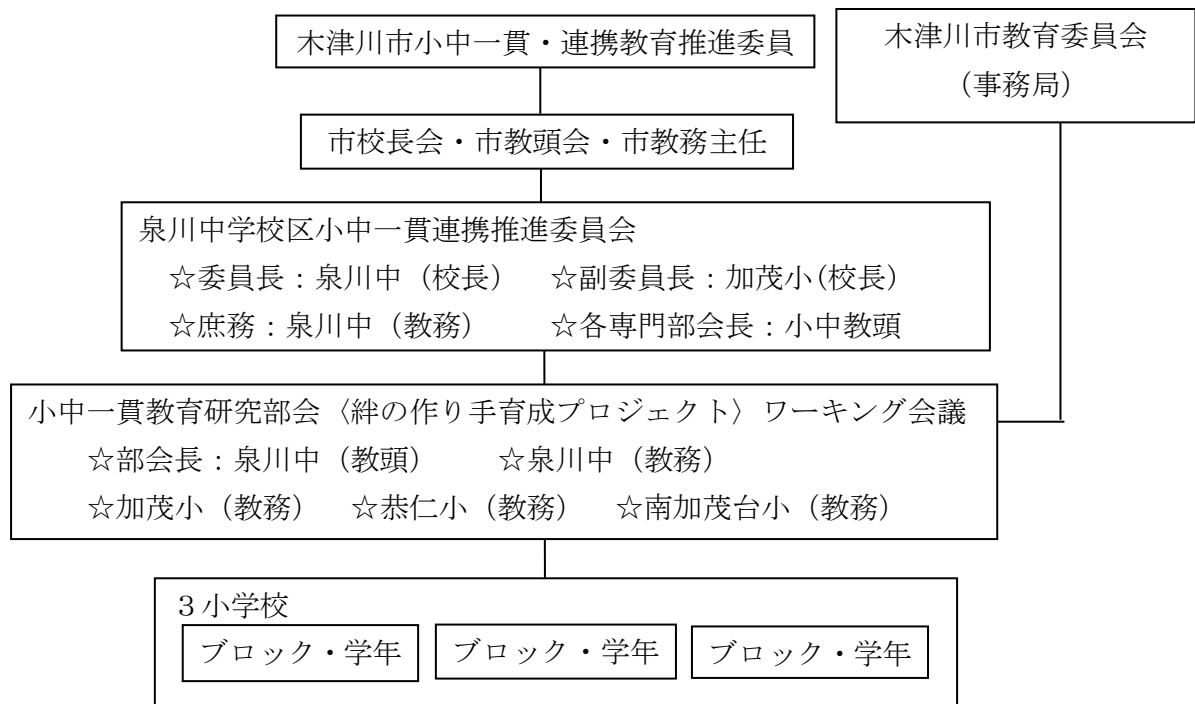 木津川市小中一貫・連携教育推進委員
木津川市教育委員会
（事務局）
市校長会・市教頭会・市教務主任
泉川中学校区小中一貫連携推進委員会
☆委員長：泉川中（校長）　☆副委員長：加茂小(校長）
☆庶務：泉川中（教務）　☆各専門部会長：小中教頭
小中一貫教育研究部会〈絆の作り手育成プロジェクト〉ワーキング会議
☆部会長：泉川中（教頭）　☆泉川中（教務）
☆加茂小（教務）　☆恭仁小（教務）　☆南加茂台小（教務）
３小学校
ブロック・学年　ブロック・学年　ブロック・学年